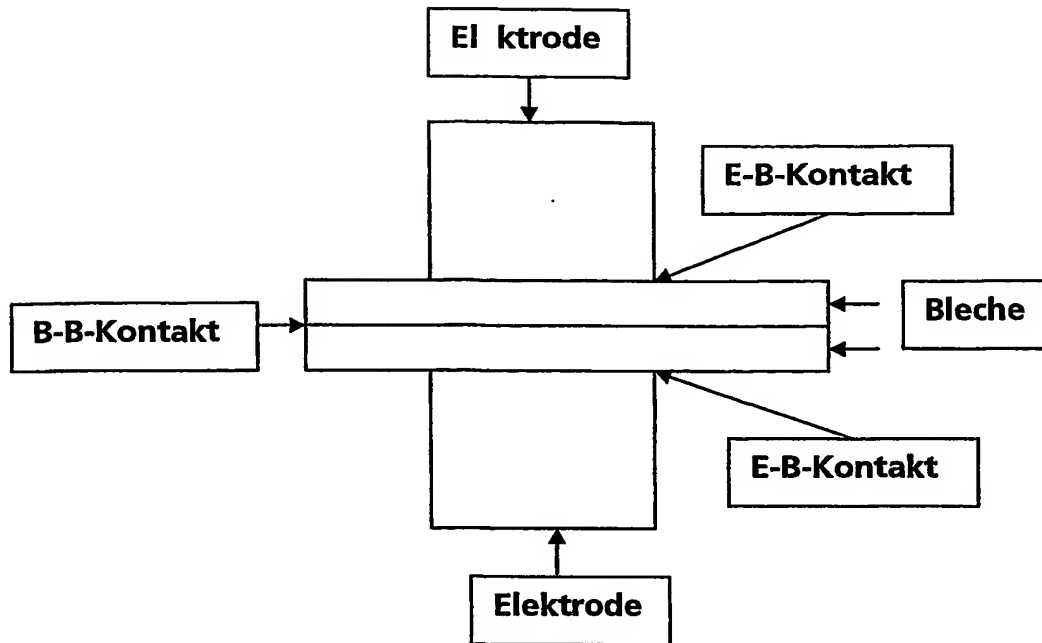 El ktrode
E-B-Kontakt
B-B-Kontakt
Bleche
E-B-Kontakt
Elektrode